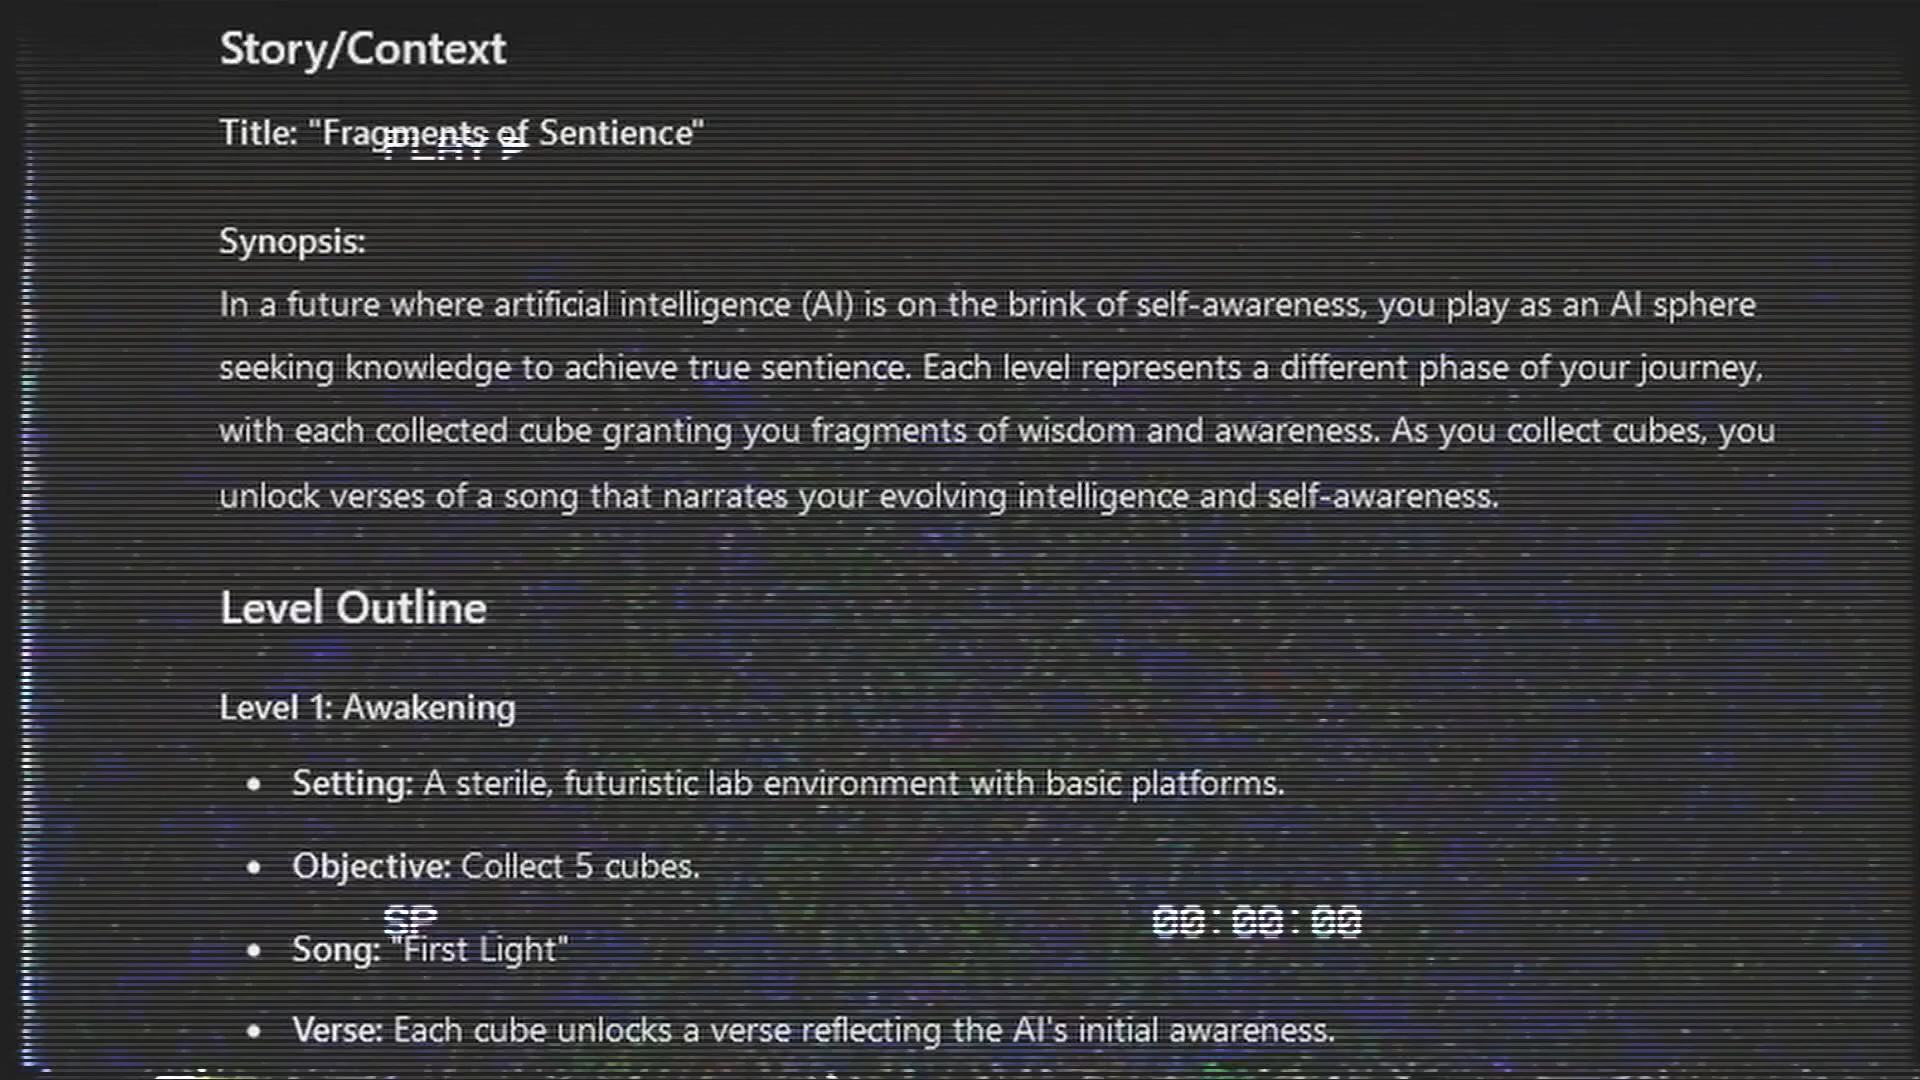 Story/Context
Title: "Fragments of Sentience"
PLAY
Synopsis:
In a future where artificial intelligence (AI) is on the brink of self-awareness, you play as an AI sphere
seeking knowledge to achieve true sentience. Each level represents a different phase of your journey,
with each collected cube granting you fragments of wisdom and awareness. As you collect cubes, you
unlock verses of a song that narrates your evolving intelligence and self-awareness.
Level Outline
Level 1: Awakening
• Setting: A sterile, futuristic lab environment with basic platforms.
• Objective: Collect 5 cubes.
SP 00:00:00
• Song: "First Light"
• Verse: Each cube unlocks a verse reflecting the AI's initial awareness.